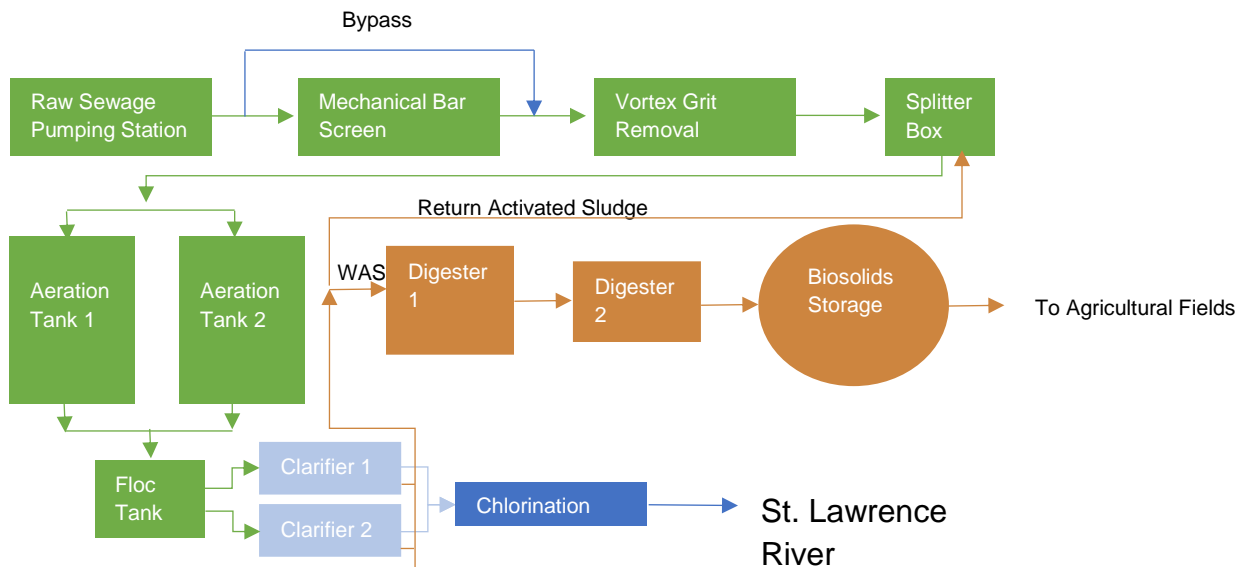 Bypass
Raw Sewage
Pumping Station
Mechanical Bar
Screen
Vortex Grit
Removal
Splitter
Box
Return Activated Sludge
Aeration
Tank 1
Aeration
Tank 2
WAS
Digester
1
Digester
2
Biosolids
Storage
To Agricultural Fields
Floc
Tank
Clarifier 1
Clarifier 2
Chlorination
St. Lawrence
River